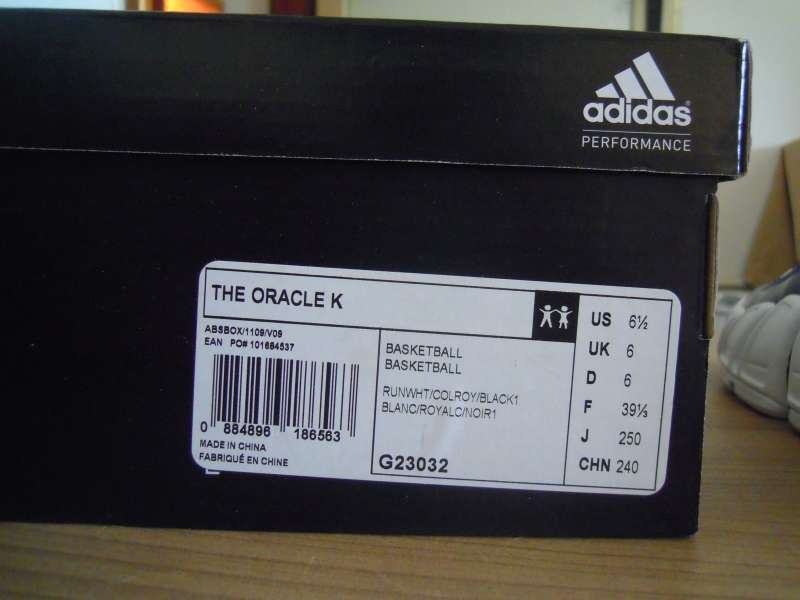 adidas
PERFORMANCE
THE ORACLE K
ABSBOX/1109/V09
EAN PO# 101684537
0 884896 186563
MADE IN CHINA
FABRIQUÉ EN CHINE
BASKETBALL
BASKETBALL
RUNWHT/COLROY/BLACK1
BLANC/ROYALC/NOIR1
G23032
US 6½
UK 6
D 6
F 39⅓
J 250
CHN 240